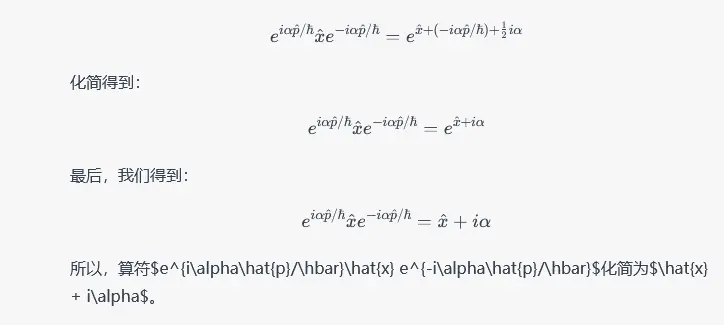 $e^{i\alpha\hat{p}/\hbar}\hat{x}e^{-i\alpha\hat{p}/\hbar} = e^{\hat{x}+(-i\alpha\hat{p}/\hbar)+\frac{1}{2}i\alpha}$
化简得到：
$e^{i\alpha\hat{p}/\hbar}\hat{x}e^{-i\alpha\hat{p}/\hbar} = e^{\hat{x}+i\alpha}$
最后，我们得到：
$e^{i\alpha\hat{p}/\hbar}\hat{x}e^{-i\alpha\hat{p}/\hbar} = \hat{x} + i\alpha$
所以，算符$e^{i\alpha\hat{p}/\hbar}\hat{x} e^{-i\alpha\hat{p}/\hbar}$化简为$\hat{x}
+ i\alpha$。